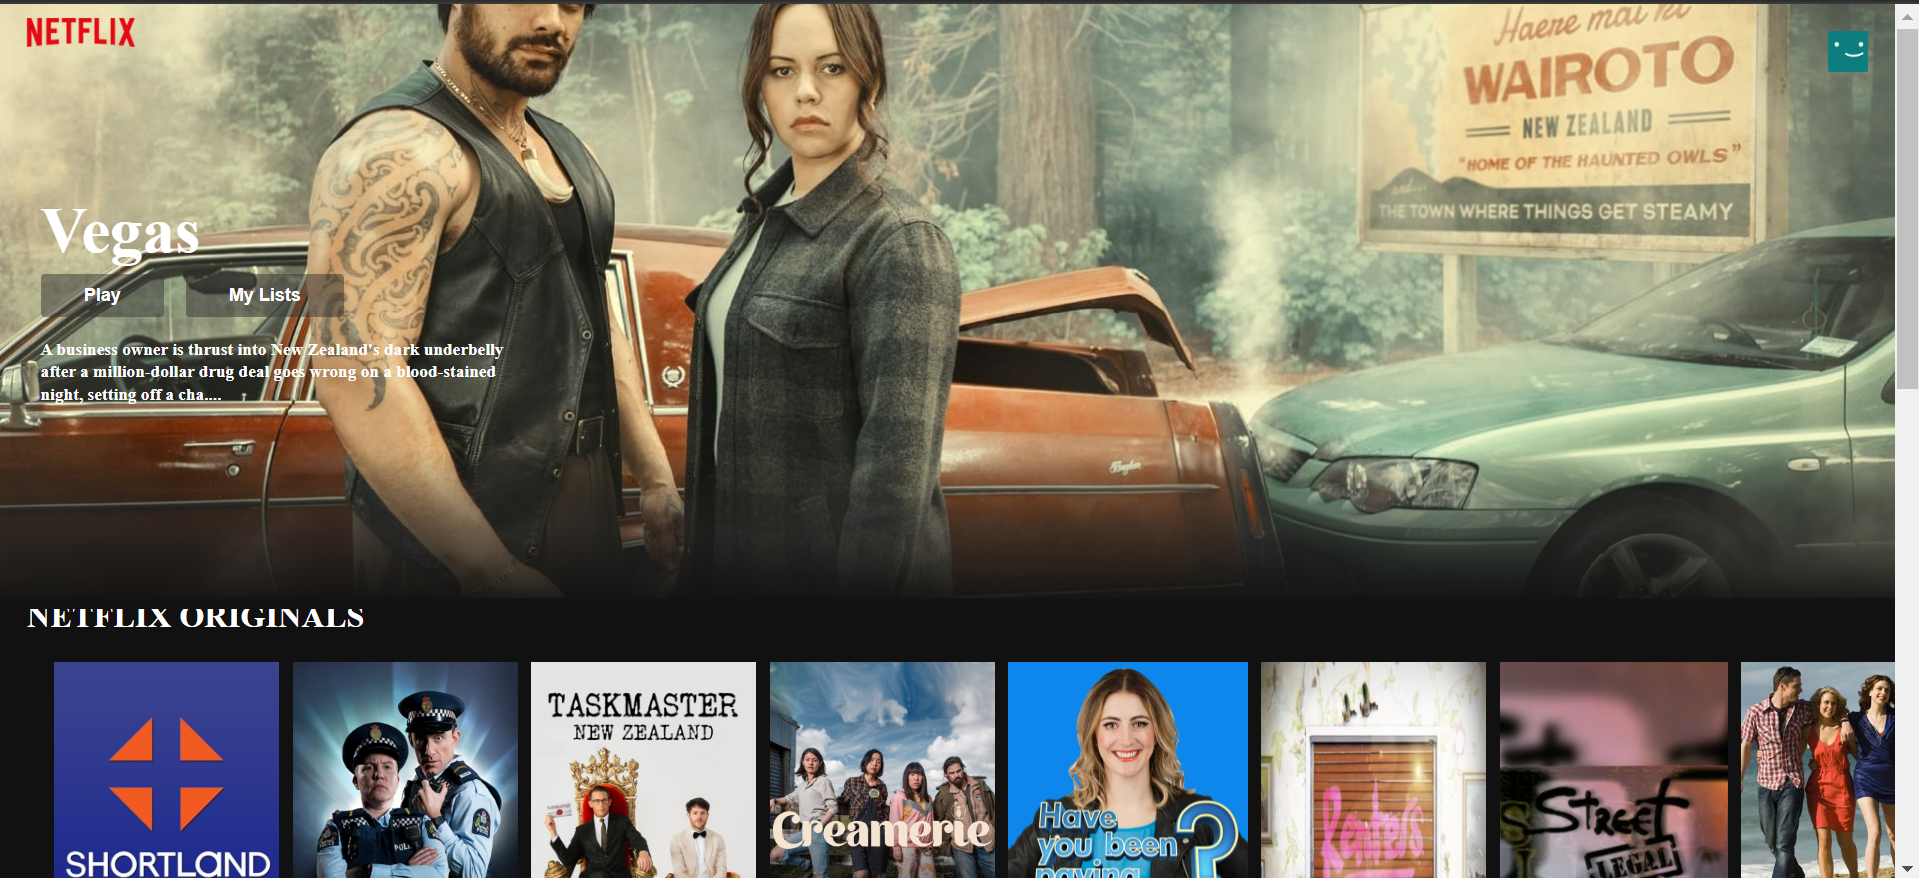 NETFLIX
Haere mai ki
WAIROTO
NEW ZEALAND
"HOME OF THE HAUNTED OWLS"
and...
THE TOWN WHERE THINGS GET STEAMY
Vegas
Play
My Lists
A business owner is thrust into New Zealand's dark underbelly
after a million-dollar drug deal goes wrong on a blood-stained
night, setting off a cha....
NETFLIX ORIGINALS
SHORTLAND
TASKMASTER
NEW ZEALAND
Creamerie
Have
you been
paying
?
Renters
STREET
LEGAL